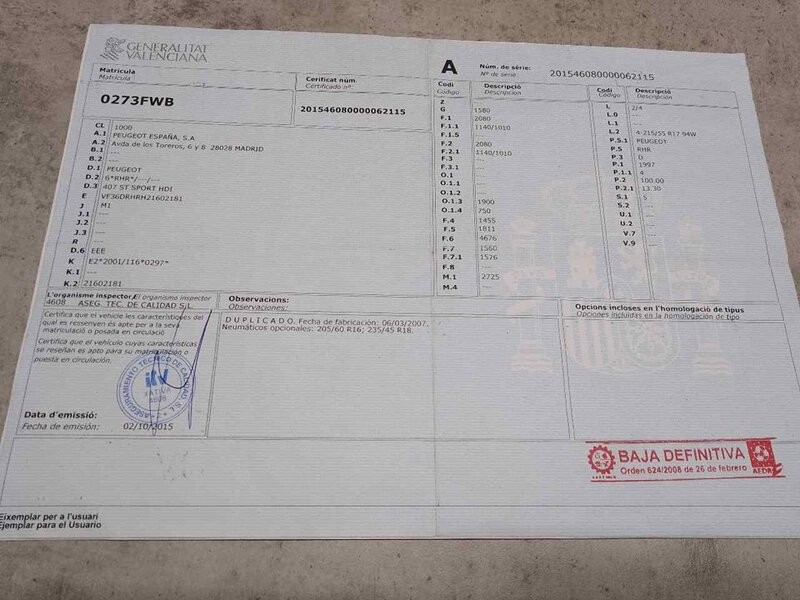 GENERALITAT
VALENCIANA
Matrícula
Matrícula
0273FWB
Cerificat núm.
Certificado nº:
201546080000062115
A
Núm. de sèrie:
Nº de serie
201546080000062115
CL 1000
A.1 PEUGEOT ESPAÑA, S.A
A.2 Avda de los Toreros, 6 y 8 28028 MADRID
B.1 ---
B.2 ---
D.1 PEUGEOT
D.2 6*RHR*/---/---
D.3 407 ST SPORT HDI
E VF36DRHRH21602181
J M1
J.1 ---
J.2 ---
J.3 ---
R ---
D.6 EEE
K E2*2001/116*0297*
K.1 ---
K.2 21602181
Codi Descripció
Código Descripción
Z
G 1580
F.1 2080
F.1.1 1140/1010
F.1.5
F.2 2080
F.2.1 1140/1010
F.3 ---
F.3.1 ---
O.1 ---
O.1.1 ---
O.1.2 ---
O.1.3 1900
O.1.4 750
F.4 1455
F.5 1811
F.6 4676
F.7 1560
F.7.1 1576
F.8 ---
M.1 2725
M.4 ---
Codi Descripció
Código Descripción
L 2/4
L.0 ---
L.1 ---
L.2 4-215/55 R17 94W
P.5.1 PEUGEOT
P.5 RHR
P.3 D
P.1 1997
P.1.1 4
P.2 100.00
P.2.1 13.30
S.1 5
S.2 ---
U.1 ---
U.2 ---
V.7 ---
V.9 ---
L'organisme inspector/El organismo inspector
4608 ASEG. TEC. DE CALIDAD S.L.
Certifica que el vehicle les característiques del
qual es ressenyen és apte per a la seva
matriculació o posada en circulació
Certifica que el vehículo cuyas características
se reseñan es apto para su matriculación o
puesta en circulación.
ASEGURAMIENTO TECNICO DE CALIDAD S.L.
itv
XATIVA
4608
Data d'emissió:
Fecha de emisión: 02/10/2015
Observacions:
Observaciones:
D U P L I C A D O. Fecha de fabricación: 06/03/2007.
Neumáticos opcionales: 205/60 R16; 235/45 R18.
Opcions incloses en l'homologació de tipus
Opciones incluidas en la homologación de tipo
BAJA DEFINITIVA
Orden 624/2008 de 26 de febrero
AEDRA
Eixemplar per a l'usuari
Ejemplar para el Usuario